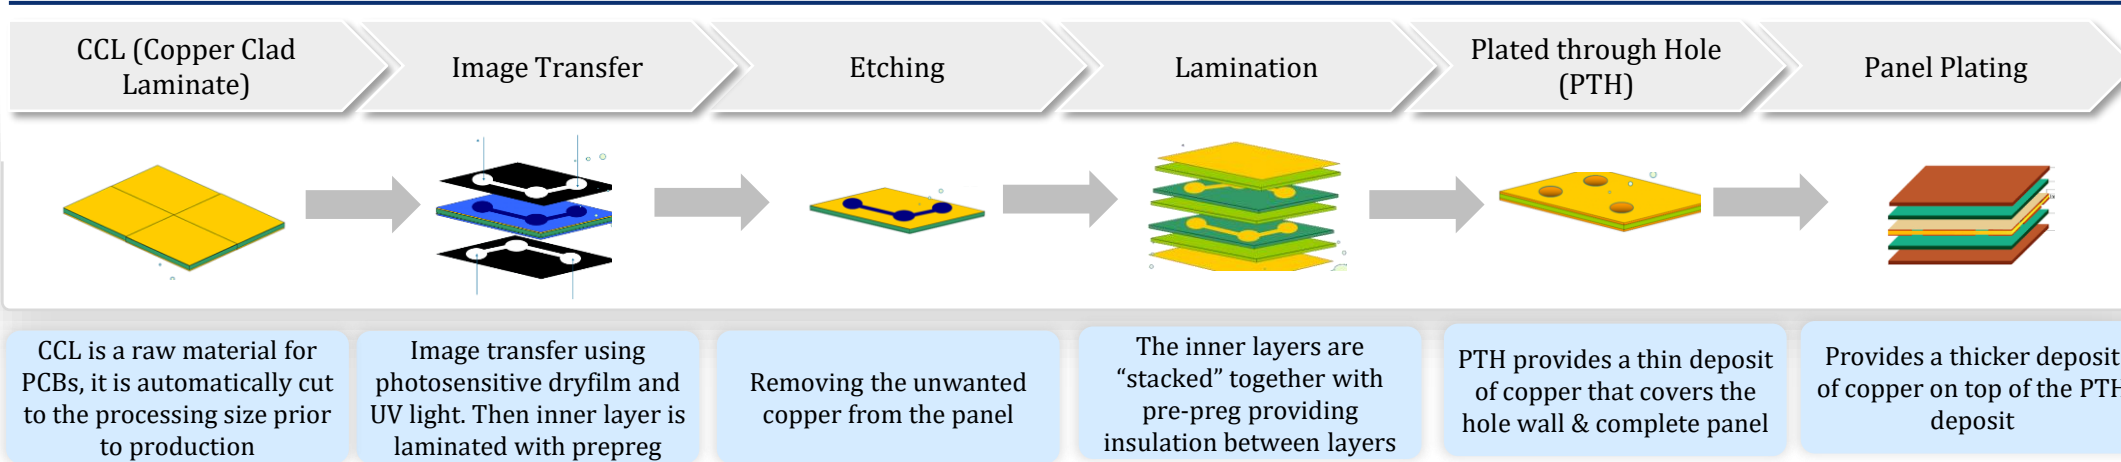 CCL (Copper Clad
Laminate)
Image Transfer
Etching
Lamination
Plated through Hole
(PTH)
Panel Plating
CCL is a raw material for
PCBs, it is automatically cut
to the processing size prior
to production
Image transfer using
photosensitive dryfilm and
UV light. Then inner layer is
laminated with prepreg
Removing the unwanted
copper from the panel
The inner layers are
“stacked” together with
pre-preg providing
insulation between layers
PTH provides a thin deposit
of copper that covers the
hole wall & complete panel
Provides a thicker deposit
of copper on top of the PTH
deposit